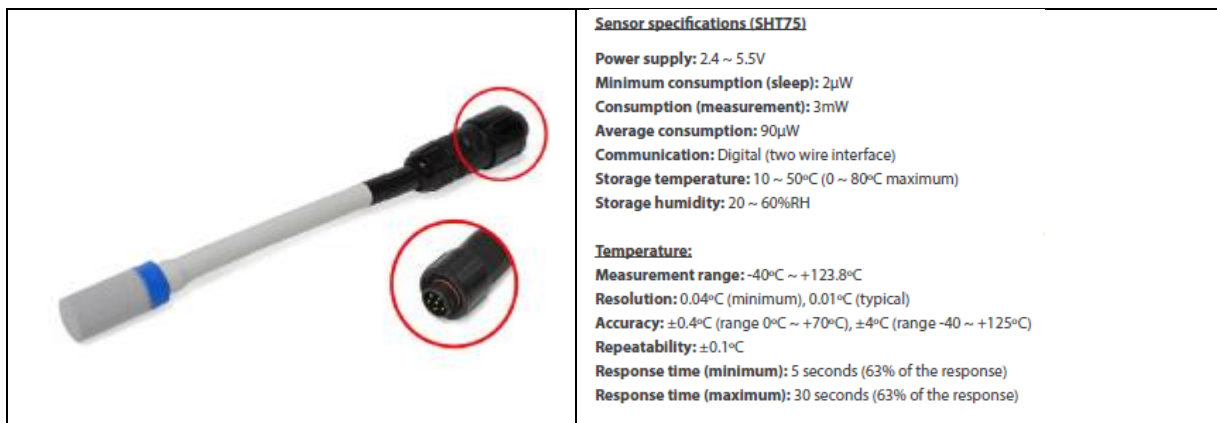 Sensor specifications (SHT75)
Power supply: 2.4 ~ 5.5V
Minimum consumption (sleep): 2µW
Consumption (measurement): 3mW
Average consumption: 90µW
Communication: Digital (two wire interface)
Storage temperature: 10 ~ 50ºC (0 ~ 80ºC maximum)
Storage humidity: 20 ~ 60%RH
Temperature:
Measurement range: -40ºC ~ +123.8ºC
Resolution: 0.04ºC (minimum), 0.01ºC (typical)
Accuracy: ±0.4ºC (range 0ºC ~ +70ºC), ±4ºC (range -40 ~ +125ºC)
Repeatability: ±0.1ºC
Response time (minimum): 5 seconds (63% of the response)
Response time (maximum): 30 seconds (63% of the response)